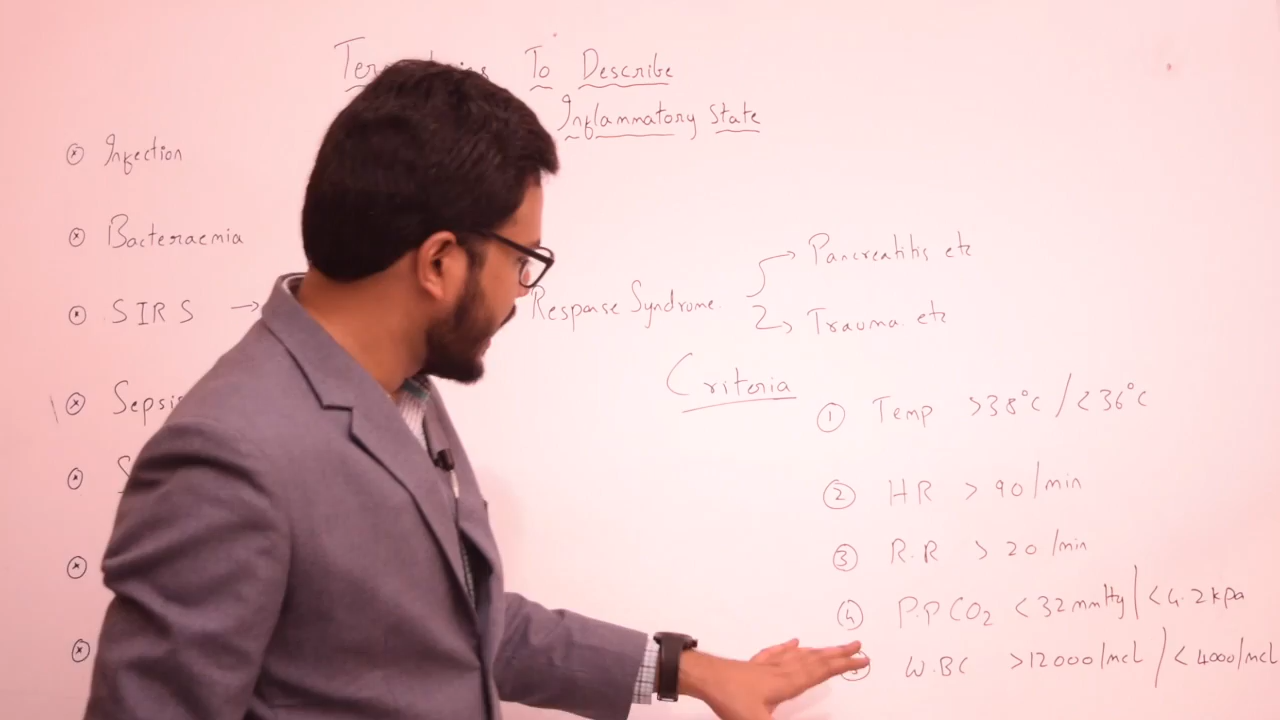 To Describe
Inflammatory State
Infection
Bacteraemia
SIRS → Response Syndrome
Pancreatitis etc
Trauma. etc
Sepsis
Criteria
① Temp >38°C / <36°C
② HR > 90/min
③ R.R > 20/min
④ P.P CO2 <32mmHg / <4.2kpa
W.BC >12000/mcl / <4000/mcl